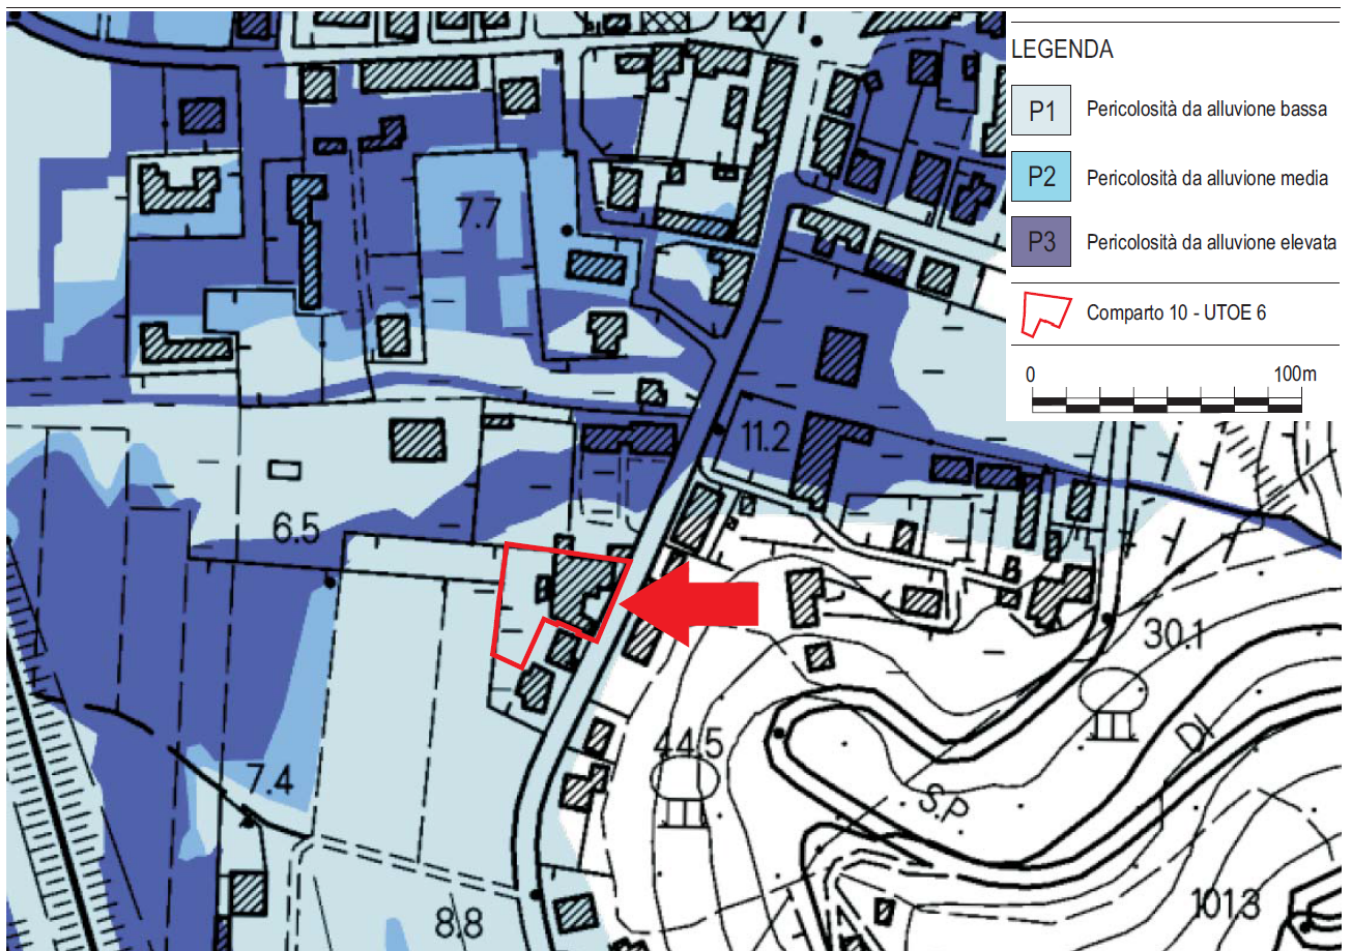 LEGENDA
P1 Pericolosità da alluvione bassa
P2 Pericolosità da alluvione media
P3 Pericolosità da alluvione elevata
Comparto 10 - UTOE 6
0 100m
7.7
11.2
6.5
30.1
44.5
DI
7.4
S.P.
101.3
8.8